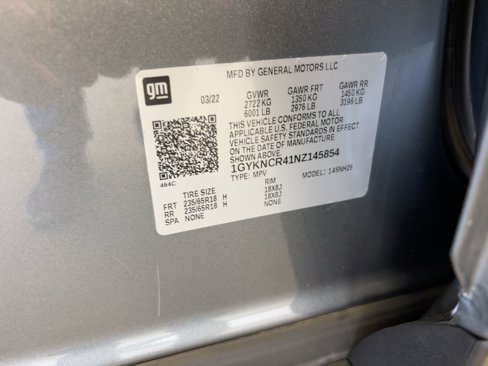 gm
MFD BY GENERAL MOTORS LLC
03/22 GVWR GAWR FRT GAWR RR
2722 KG 1350 KG 1450 KG
6001 LB 2976 LB 3196 LB
THIS VEHICLE CONFORMS TO ALL
APPLICABLE U.S. FEDERAL MOTOR
VEHICLE SAFETY STANDARDS IN EFFECT
ON THE DATE OF MANUFACTURE
SHOWN ABOVE.
1GYKNCR41NZ145854
TYPE: MPV MODEL: 146NH26
464C
TIRE SIZE RIM
FRT 235/65R18 H 18X8J
RR 235/65R18 H 18X8J
SPA NONE NONE